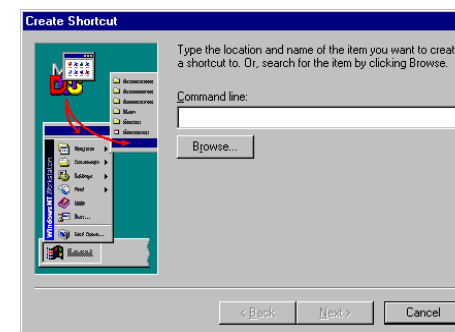 Create Shortcut
Type the location and name of the item you want to creat
a shortcut to. Or, search for the item by clicking Browse.
Command line:
Browse...
Windows NT Workstation
< Back
Next >
Cancel